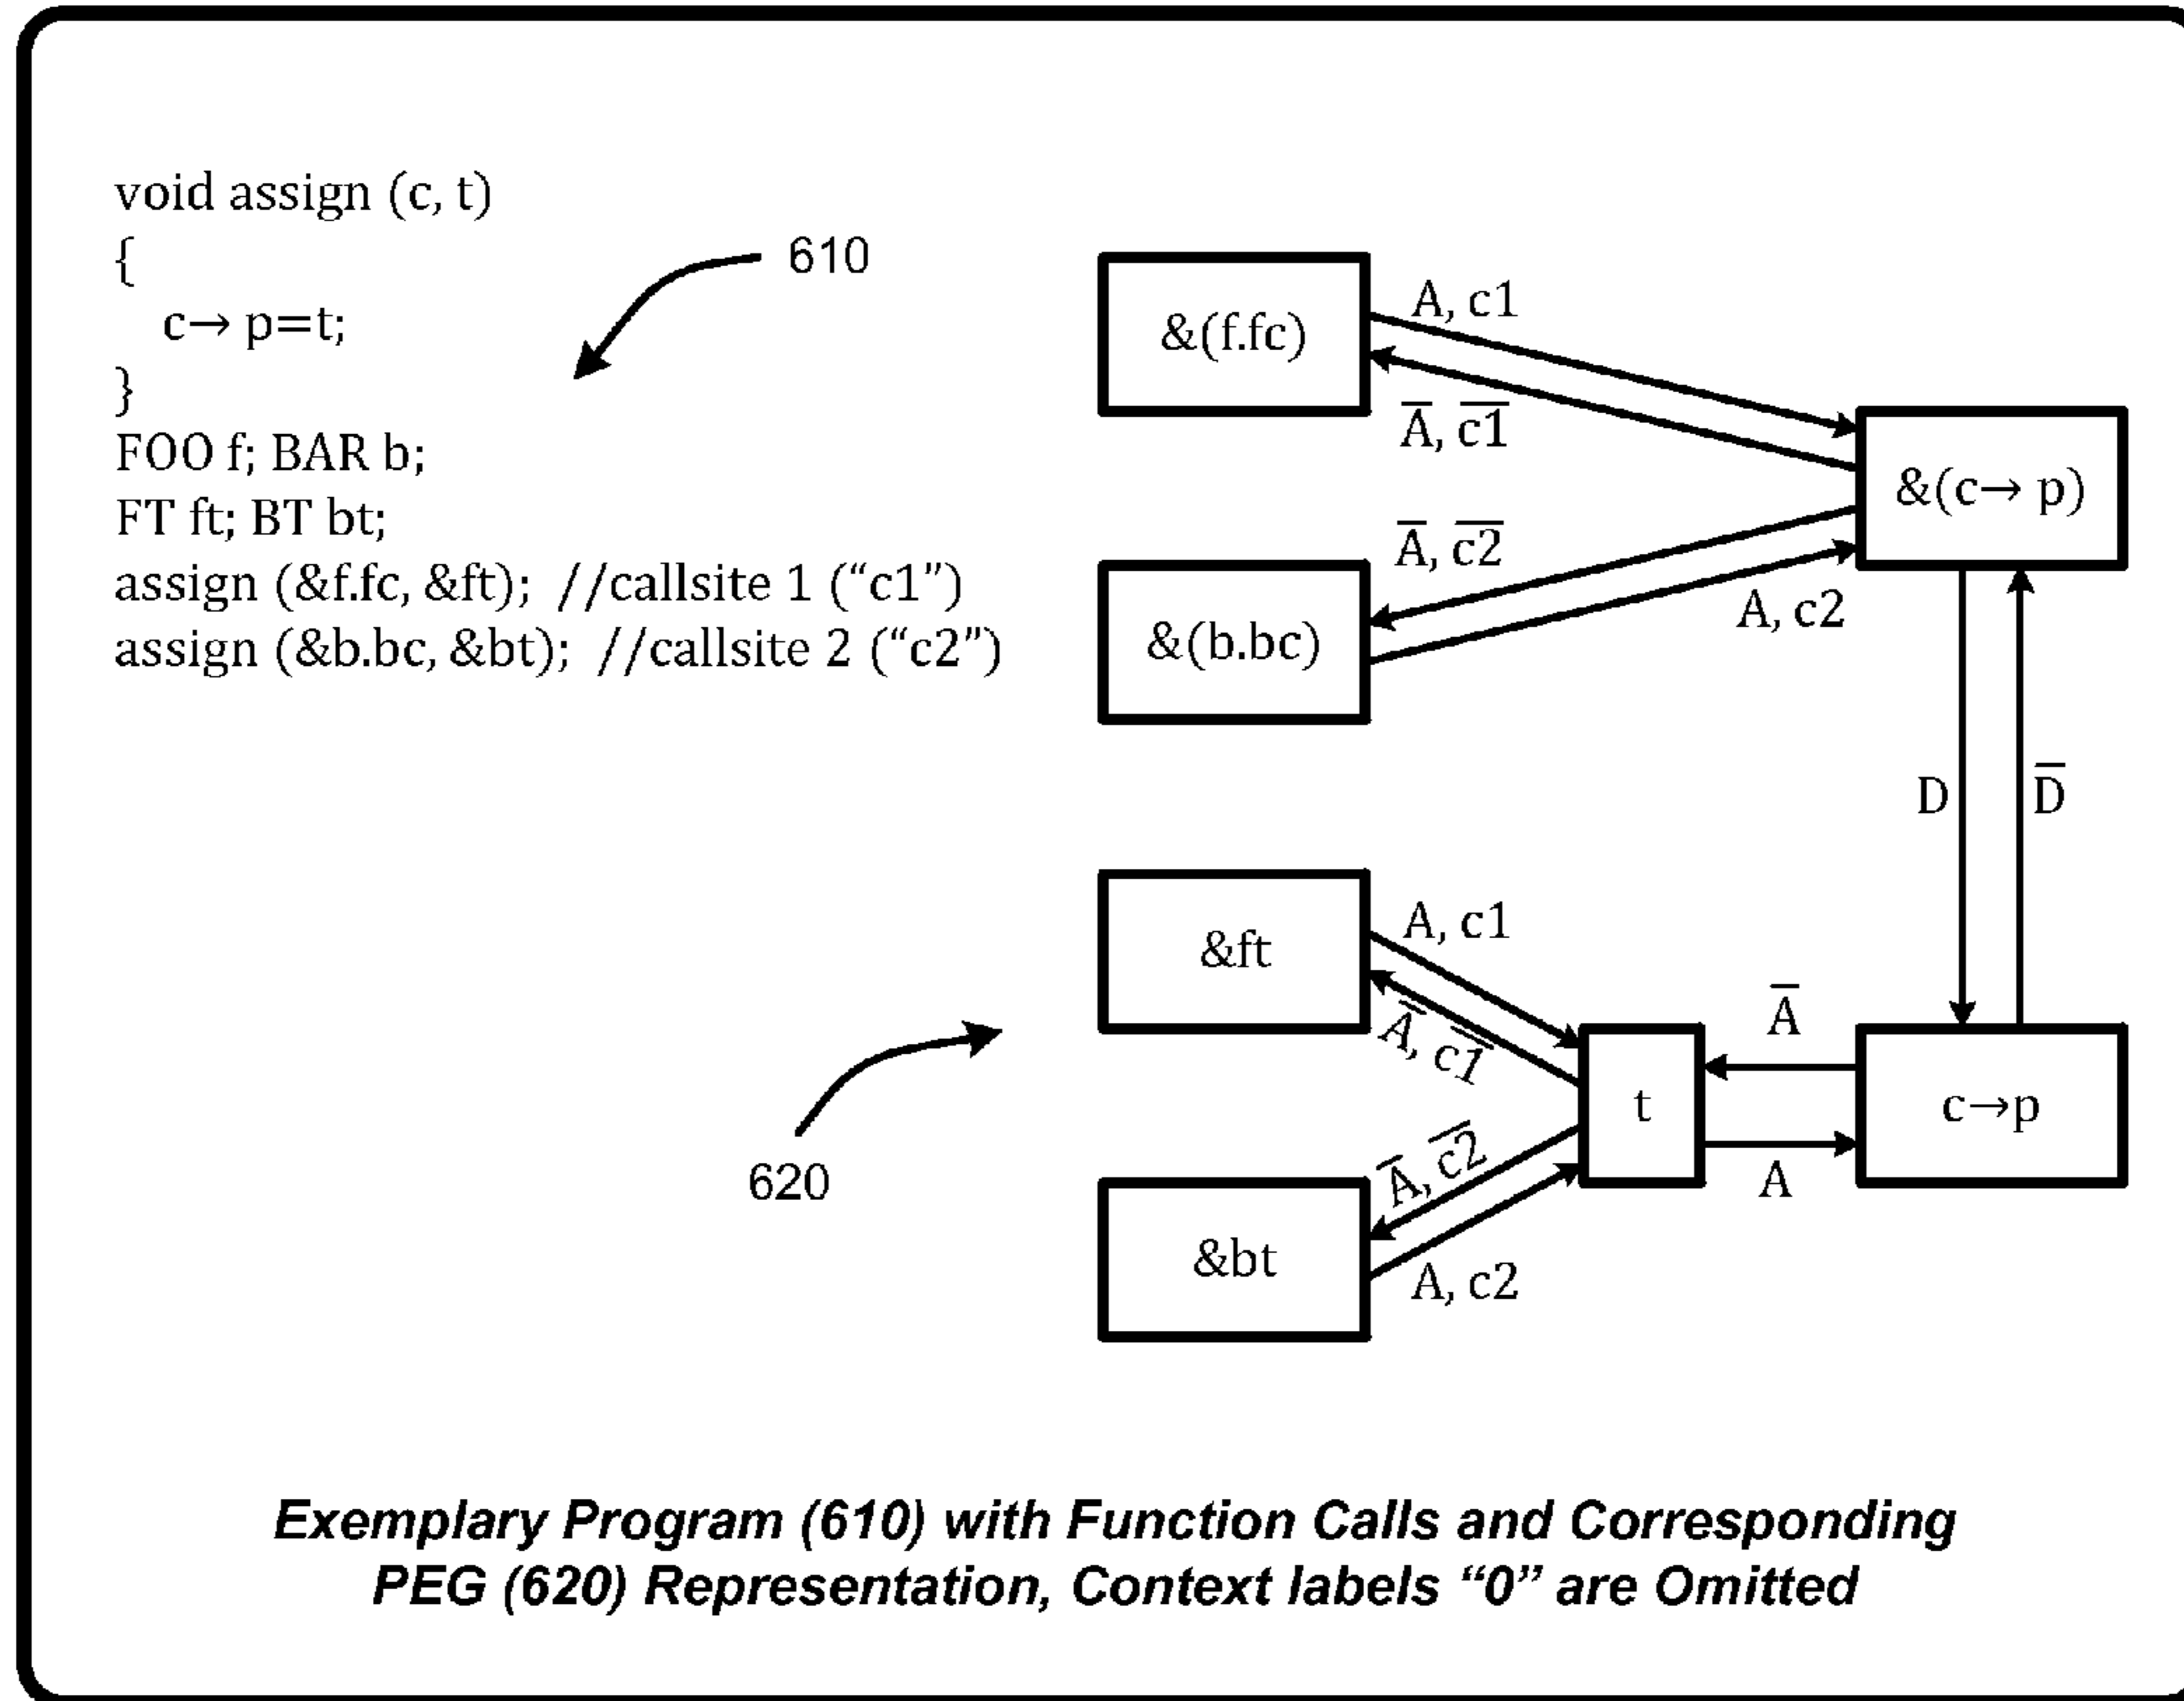 void assign (c, t)
{
c→ p=t;
}
FOO f; BAR b;
FT ft; BT bt;
assign (&f.fc, &ft); //callsite 1 (“c1”)
assign (&b.bc, &bt); //callsite 2 (“c2”)
610
&(f.fc)
A, c1
A̅, c̅1̅
&(c→ p)
A̅, c̅2̅
&(b.bc)
A, c2
D
D̅
&ft
A, c1
A̅, c̅1̅
t
A̅
c→p
A
A̅, c̅2̅
&bt
A, c2
620
Exemplary Program (610) with Function Calls and Corresponding
PEG (620) Representation, Context labels “0” are Omitted